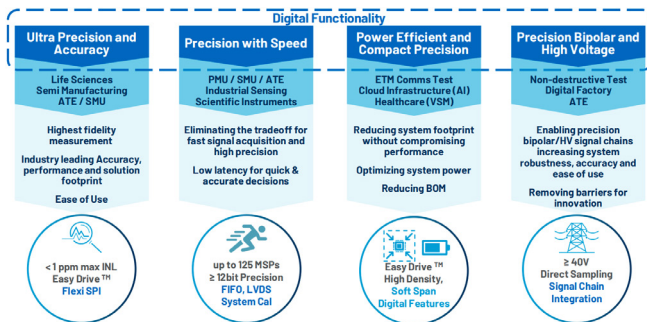 Digital Functionality
Ultra Precision and
Accuracy
Life Sciences
Semi Manufacturing
ATE / SMU
Highest fidelity
measurement
Industry leading Accuracy,
performance and solution
footprint
Ease of Use
< 1 ppm max INL
Easy Drive ™
Flexi SPI
Precision with Speed
PMU / SMU / ATE
Industrial Sensing
Scientific Instruments
Eliminating the tradeoff for
fast signal acquisition and
high precision
Low latency for quick &
accurate decisions
up to 125 MSPs
≥ 12bit Precision
FIFO, LVDS
System Cal
Power Efficient and
Compact Precision
ETM Comms Test
Cloud Infrastructure (AI)
Healthcare (VSM)
Reducing system footprint
without compromising
performance
Optimizing system power
Reducing BOM
Easy Drive ™
High Density,
Soft Span
Digital Features
Precision Bipolar and
High Voltage
Non-destructive Test
Digital Factory
ATE
Enabling precision
bipolar/HV signal chains
increasing system
robustness, accuracy and
ease of use
Removing barriers for
innovation
≥ 40V
Direct Sampling
Signal Chain
Integration